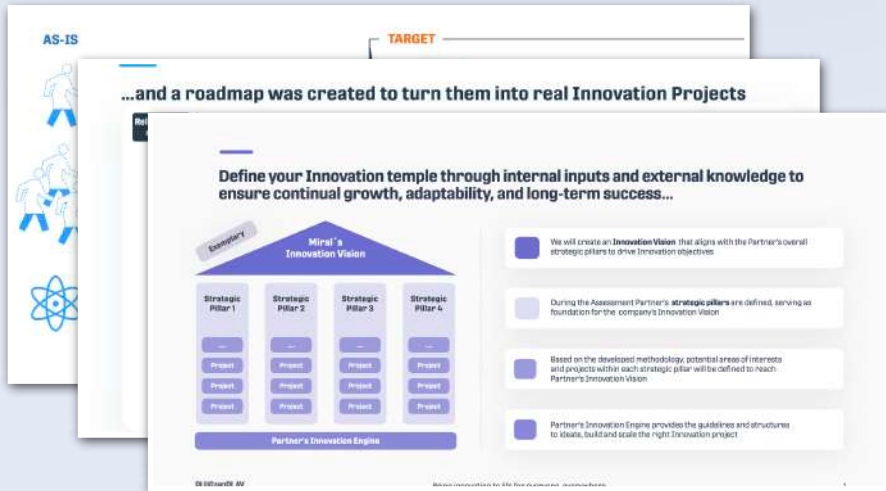 AS-IS
TARGET
...and a roadmap was created to turn them into real Innovation Projects
Define your Innovation temple through internal inputs and external knowledge to
ensure continual growth, adaptability, and long-term success...
Exemplary
Miral´s
Innovation Vision
Strategic
Pillar 1
Strategic
Pillar 2
Strategic
Pillar 3
Strategic
Pillar 4
...
...
...
...
Project
Project
Project
Project
Project
Project
Project
Project
Project
Project
Project
Project
Partner's Innovation Engine
We will create an Innovation Vision that aligns with the Partner's overall
strategic pillars to drive Innovation objectives
During the Assessment Partner's strategic pillars are defined, serving as
foundation for the company's Innovation Vision
Based on the developed methodology, potential areas of interests
and projects within each strategic pillar will be defined to reach
Partner's Innovation Vision
Partner's Innovation Engine provides the guidelines and structures
to ideate, build and scale the right Innovation project